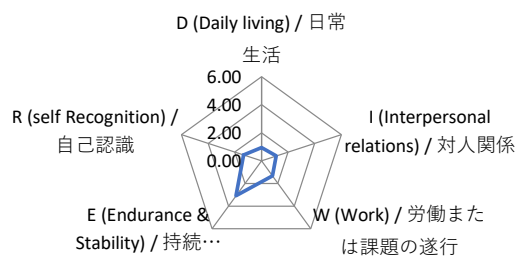 D (Daily living) / 日常
生活
6.00
4.00
2.00
0.00
I (Interpersonal
relations) / 対人関係
W (Work) / 労働また
は課題の遂行
E (Endurance &
Stability) / 持続…
R (self Recognition) /
自己認識